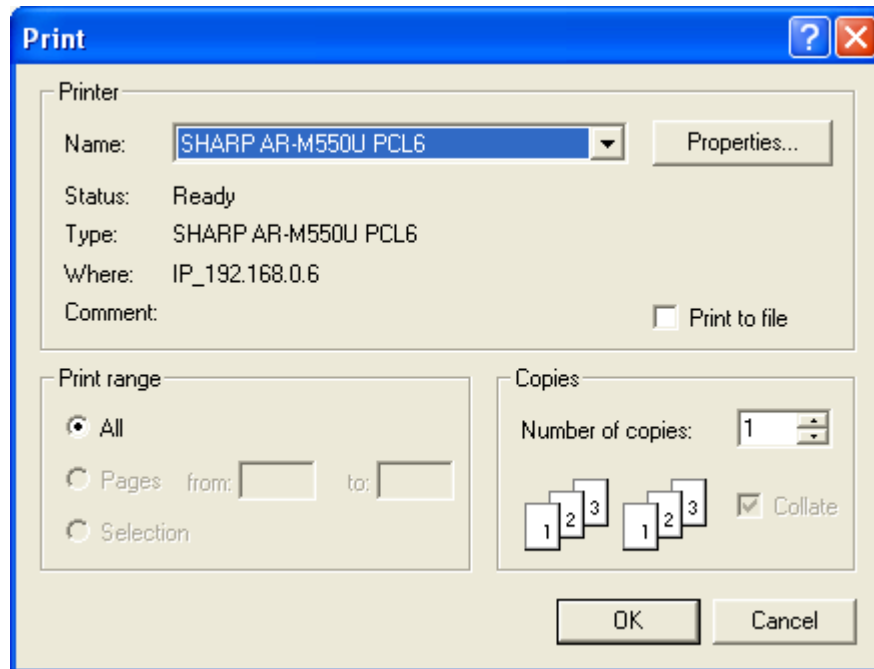 Print
Printer
Name: SHARP AR-M550U PCL6 Properties...
Status: Ready
Type: SHARP AR-M550U PCL6
Where: IP_192.168.0.6
Comment: Print to file
Print range Copies
All Number of copies: 1
Pages from: to: 1 2 3 1 2 3 Collate
Selection
OK Cancel